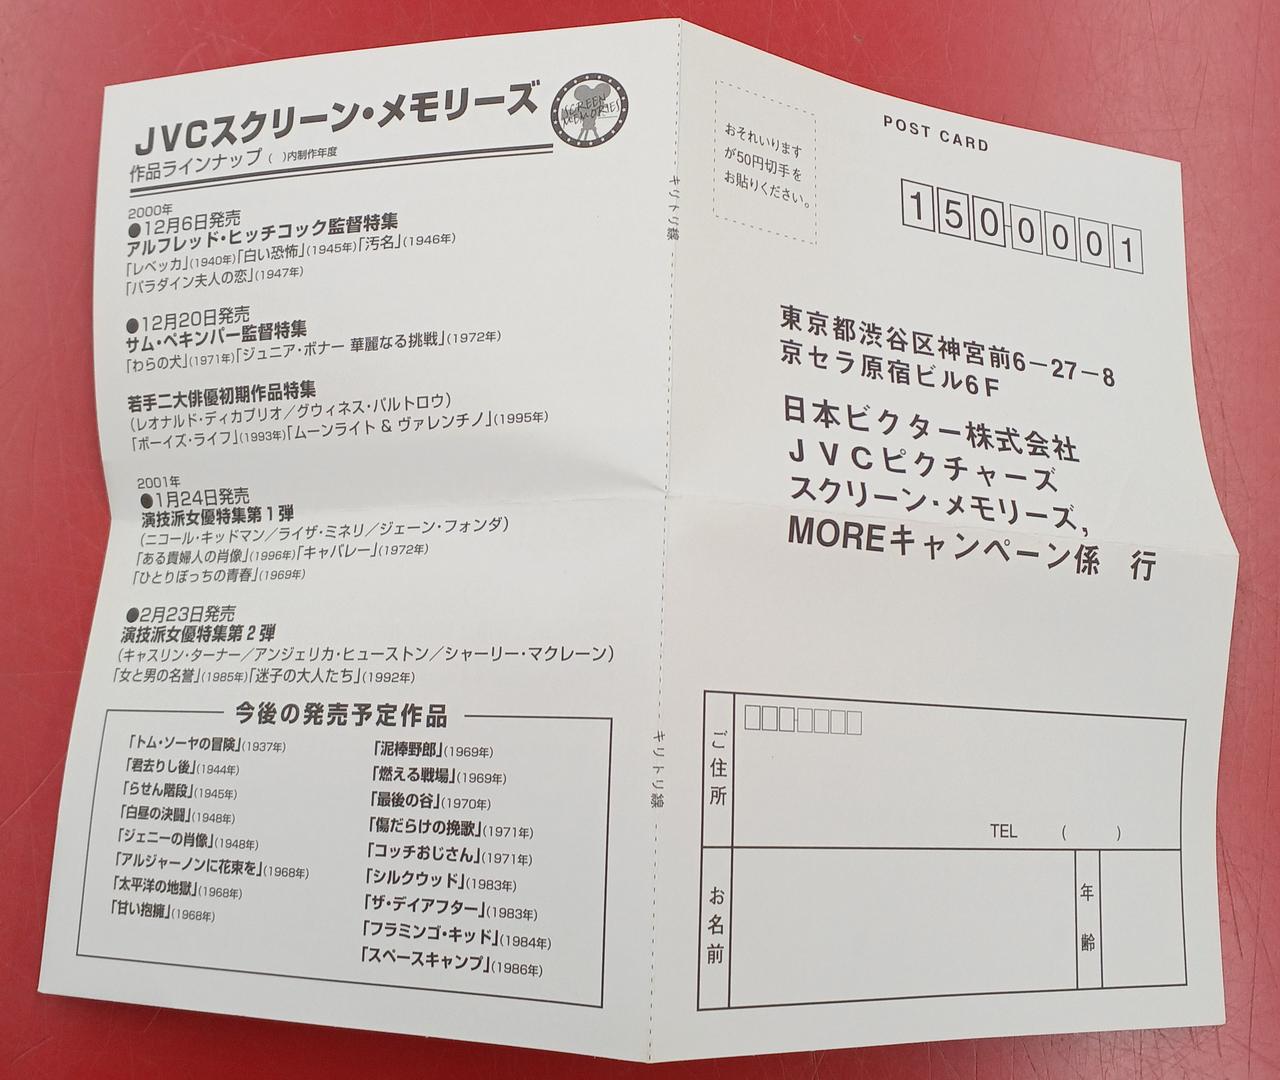 JVCスクリーン・メモリーズ
SCREEN
MEMORIES
作品ラインナップ ( )内制作年度
2000年
●12月6日発売
アルフレッド・ヒッチコック監督特集
「レベッカ」(1940年)「白い恐怖」(1945年)「汚名」(1946年)
「パラダイン夫人の恋」(1947年)
●12月20日発売
サム・ペキンパー監督特集
「わらの犬」(1971年)「ジュニア・ボナー 華麗なる挑戦」(1972年)
若手二大俳優初期作品特集
(レオナルド・ディカプリオ／グウィネス・パルトロウ)
「ボーイズ・ライフ」(1993年)「ムーンライト & ヴァレンチノ」(1995年)
2001年
●1月24日発売
演技派女優特集第1弾
(ニコール・キッドマン／ライザ・ミネリ／ジェーン・フォンダ)
「ある貴婦人の肖像」(1996年)「キャバレー」(1972年)
「ひとりぼっちの青春」(1969年)
●2月23日発売
演技派女優特集第2弾
(キャスリン・ターナー／アンジェリカ・ヒューストン／シャーリー・マクレーン)
「女と男の名誉」(1985年)「迷子の大人たち」(1992年)
今後の発売予定作品
「トム・ソーヤの冒険」(1937年)
「君去りし後」(1944年)
「らせん階段」(1945年)
「白昼の決闘」(1948年)
「ジェニーの肖像」(1948年)
「アルジャーノンに花束を」(1968年)
「太平洋の地獄」(1968年)
「甘い抱擁」(1968年)
「泥棒野郎」(1969年)
「燃える戦場」(1969年)
「最後の谷」(1970年)
「傷だらけの挽歌」(1971年)
「コッチおじさん」(1971年)
「シルクウッド」(1983年)
「ザ・デイアフター」(1983年)
「フラミンゴ・キッド」(1984年)
「スペースキャンプ」(1986年)
キリトリ線
キリトリ線
おそれいります
が50円切手を
お貼りください。
POST CARD
150-0001
東京都渋谷区神宮前6－27－8
京セラ原宿ビル6F
日本ビクター株式会社
JVCピクチャーズ
スクリーン・メモリーズ,
MOREキャンペーン係 行
ご住所
TEL ( )
お名前
年齢